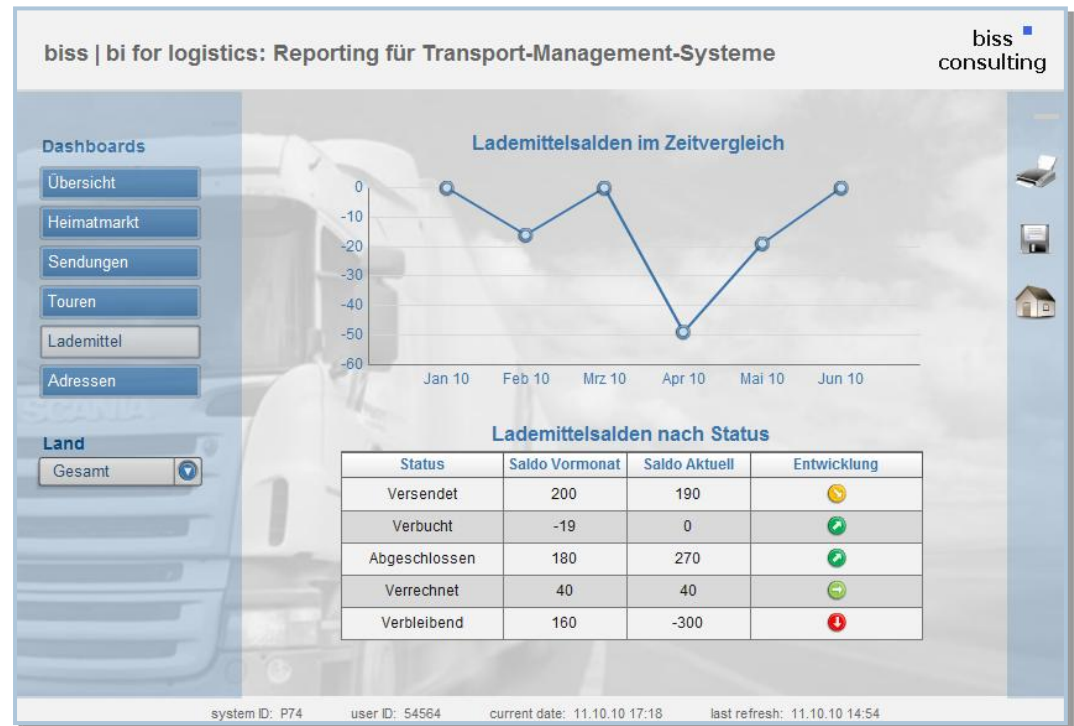 biss | bi for logistics: Reporting für Transport-Management-Systeme
biss
consulting
Dashboards
Übersicht
Heimatmarkt
Sendungen
Touren
Lademittel
Adressen
Land
Gesamt
Lademittelsalden im Zeitvergleich
0
-10
-20
-30
-40
-50
-60
Jan 10 Feb 10 Mrz 10 Apr 10 Mai 10 Jun 10
Lademittelsalden nach Status
Status Saldo Vormonat Saldo Aktuell Entwicklung
Versendet 200 190
Verbucht -19 0
Abgeschlossen 180 270
Verrechnet 40 40
Verbleibend 160 -300
SCANIA
system ID: P74 user ID: 54564 current date: 11.10.10 17:18 last refresh: 11.10.10 14:54